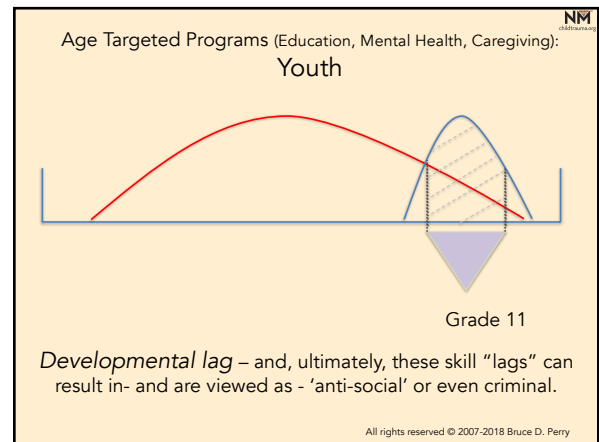 NM
childtrauma.org
Age Targeted Programs (Education, Mental Health, Caregiving):
Youth
Grade 11
Developmental lag – and, ultimately, these skill “lags” can
result in- and are viewed as - ‘anti-social’ or even criminal.
All rights reserved © 2007-2018 Bruce D. Perry